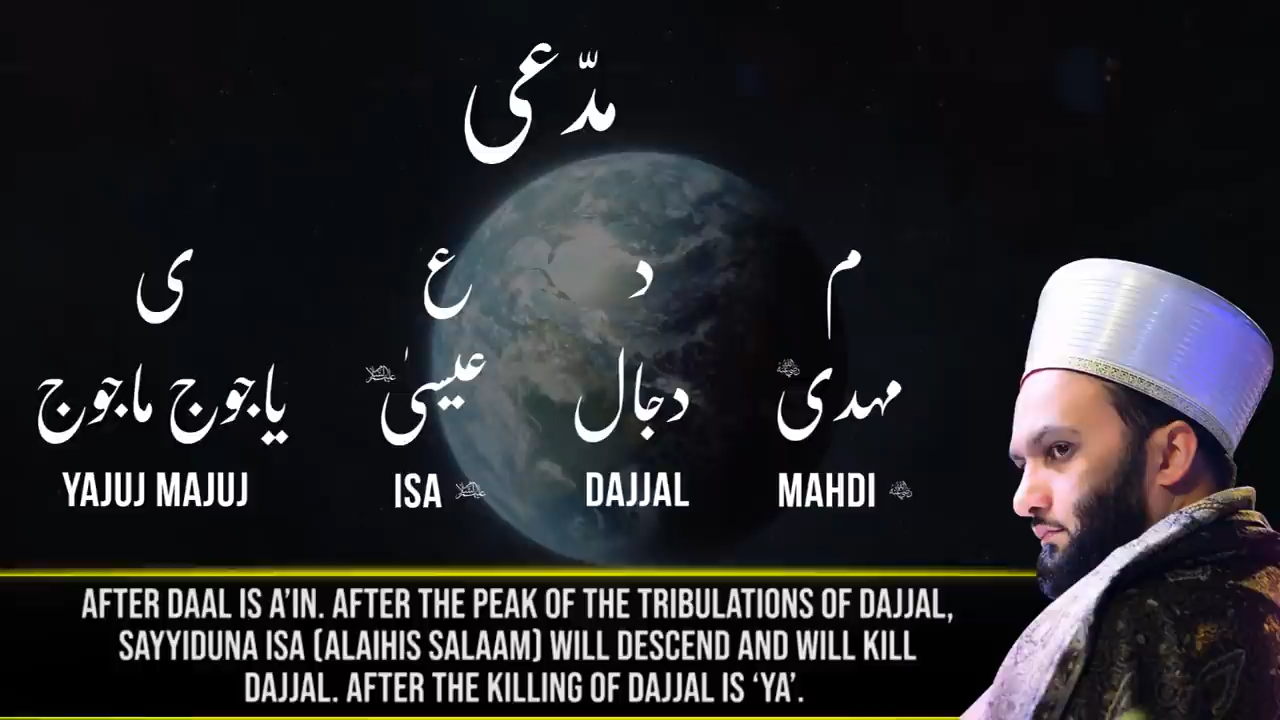 مدّعی
م د ع ی
مہدی دجال عیسیٰ یاجوج ماجوج
YAJUJ MAJUJ ISA DAJJAL MAHDI
AFTER DAAL IS A'IN. AFTER THE PEAK OF THE TRIBULATIONS OF DAJJAL,
SAYYIDUNA ISA (ALAIHIS SALAAM) WILL DESCEND AND WILL KILL
DAJJAL. AFTER THE KILLING OF DAJJAL IS ‘YA’.